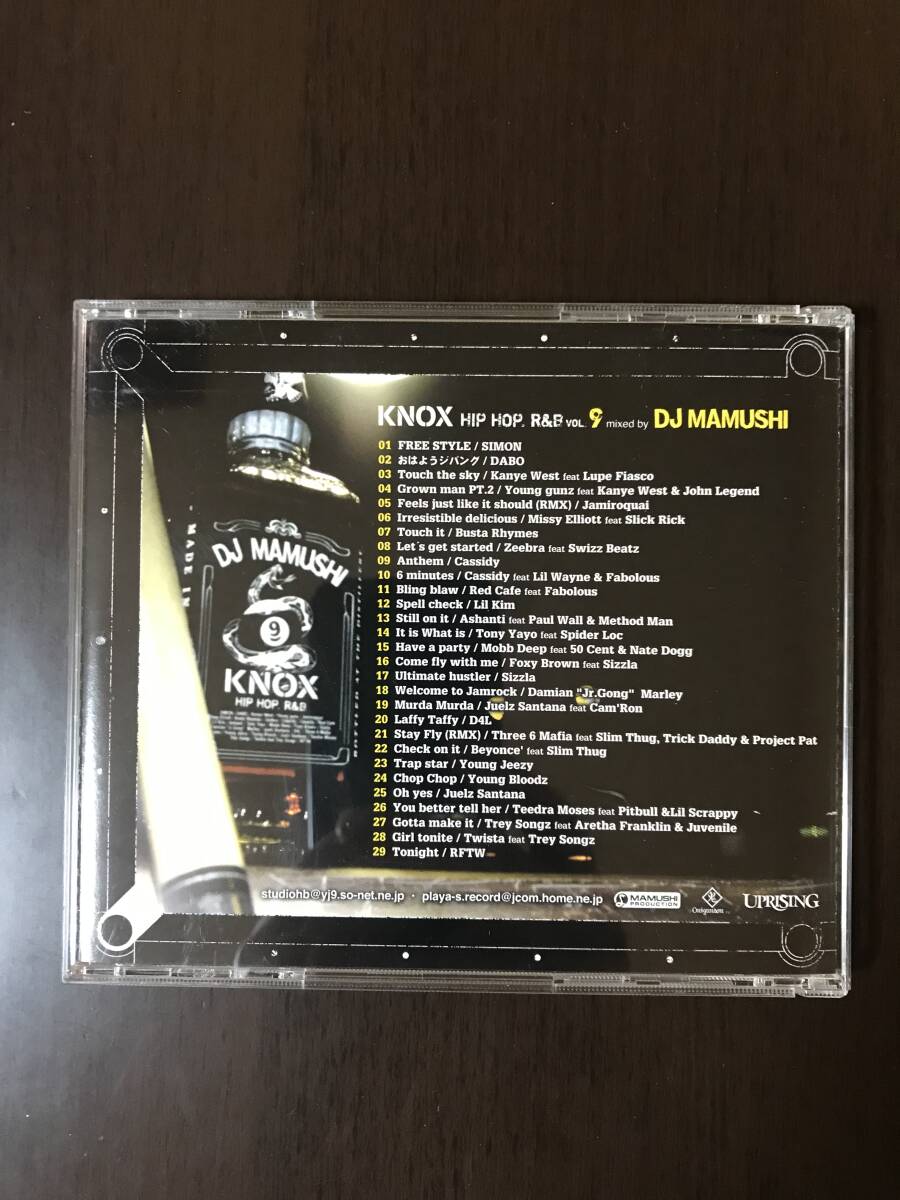 KNOX HIP HOP. R&B VOL. 9 mixed by DJ MAMUSHI
01 FREE STYLE / SIMON
02 おはようジパング / DABO
03 Touch the sky / Kanye West feat Lupe Fiasco
04 Grown man PT.2 / Young gunz feat Kanye West & John Legend
05 Feels just like it should (RMX) / Jamiroquai
06 Irresistible delicious / Missy Elliott feat Slick Rick
07 Touch it / Busta Rhymes
08 Let's get started / Zeebra feat Swizz Beatz
09 Anthem / Cassidy
10 6 minutes / Cassidy feat Lil Wayne & Fabolous
11 Bling blaw / Red Cafe feat Fabolous
12 Spell check / Lil Kim
13 Still on it / Ashanti feat Paul Wall & Method Man
14 It is What is / Tony Yayo feat Spider Loc
15 Have a party / Mobb Deep feat 50 Cent & Nate Dogg
16 Come fly with me / Foxy Brown feat Sizzla
17 Ultimate hustler / Sizzla
18 Welcome to Jamrock / Damian "Jr.Gong" Marley
19 Murda Murda / Juelz Santana feat Cam'Ron
20 Laffy Taffy / D4L
21 Stay Fly (RMX) / Three 6 Mafia feat Slim Thug, Trick Daddy & Project Pat
22 Check on it / Beyonce' feat Slim Thug
23 Trap star / Young Jeezy
24 Chop Chop / Young Bloodz
25 Oh yes / Juelz Santana
26 You better tell her / Teedra Moses feat Pitbull &Lil Scrappy
27 Gotta make it / Trey Songz feat Aretha Franklin & Juvenile
28 Girl tonite / Twista feat Trey Songz
29 Tonight / RFTW
studiohb@yj9.so-net.ne.jp · playa-s.record@jcom.home.ne.jp
MAMUSHI PRODUCTION
UPRISING
MADE IN
DJ MAMUSHI
9
KNOX
HIP HOP R&B
BOTTLED AT THE DISTILLERY